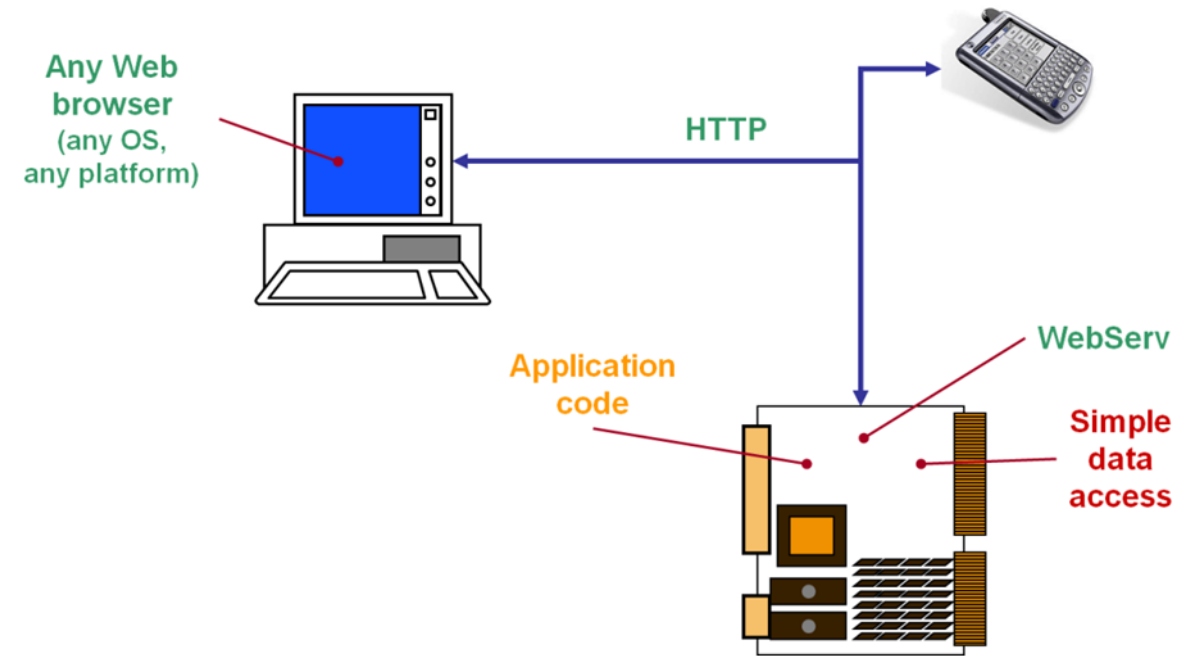 Any Web
browser
(any OS,
any platform)
HTTP
WebServ
Application
code
Simple
data
access